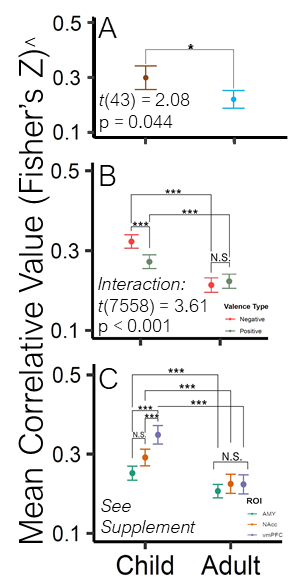 Mean Correlative Value (Fisher's Z)^
A
0.5
0.3
0.1
*
t(43) = 2.08
p = 0.044
B
0.5
0.3
0.1
***
***
***
N.S.
Interaction:
t(7558) = 3.61
p < 0.001
Valence Type
Negative
Positive
C
0.5
0.3
0.1
***
***
***
***
***
N.S
N.S.
See
Supplement
ROI
AMY
NAcc
vmPFC
Child Adult